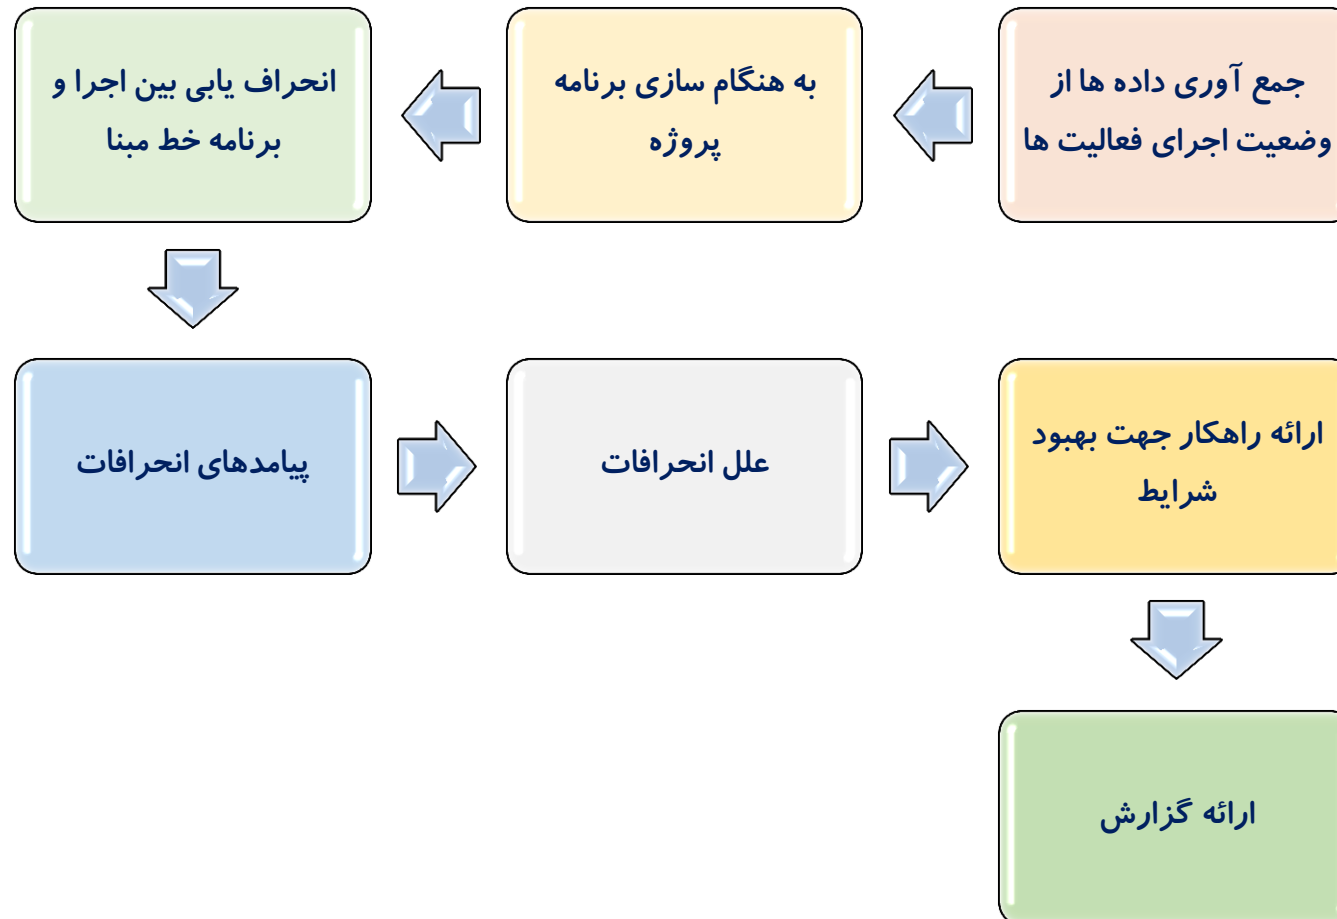 جمع آوری داده ها از
وضعیت اجرای فعالیت ها
به هنگام سازی برنامه
پروژه
انحراف یابی بین اجرا و
برنامه خط مبنا
پیامدهای انحرافات
علل انحرافات
ارائه راهکار جهت بهبود
شرایط
ارائه گزارش